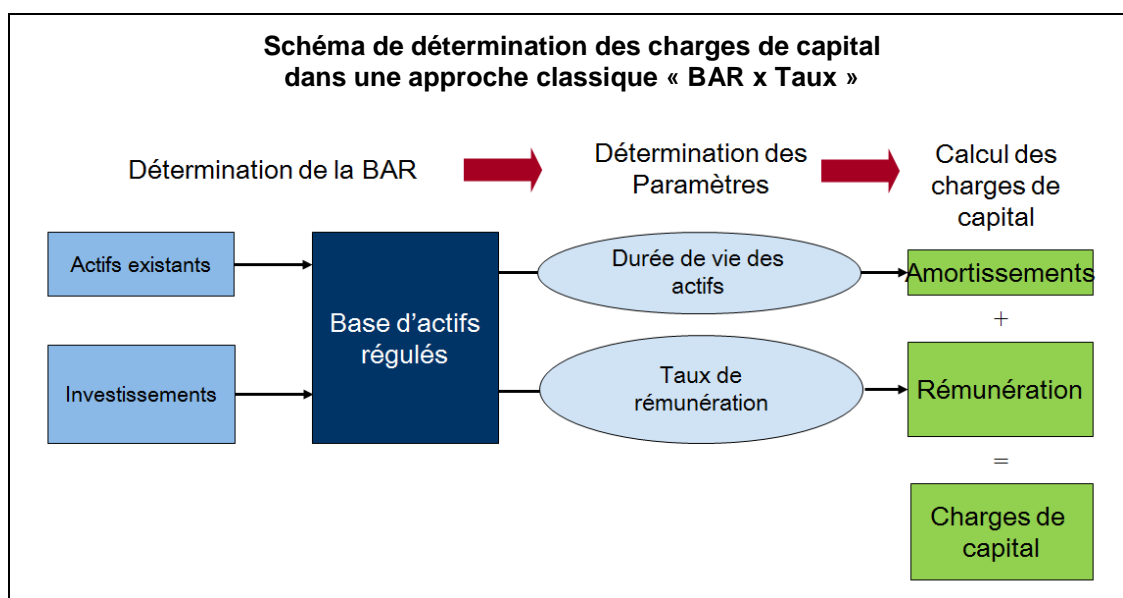 Schéma de détermination des charges de capital
dans une approche classique « BAR x Taux »
Détermination de la BAR
Détermination des
Paramètres
Calcul des
charges de
capital
Actifs existants
Investissements
Base d'actifs
régulés
Durée de vie des
actifs
Taux de
rémunération
Amortissements
+
Rémunération
=
Charges de
capital